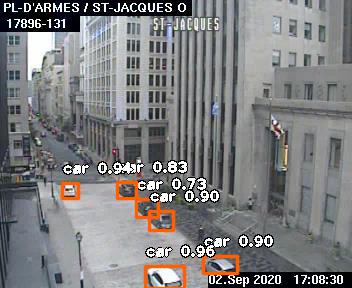 PL-D'ARMES / ST-JACQUES O
17896-131
ST-JACQUES
car 0.94
car 0.83
car 0.73
car 0.90
car 0.96
car 0.90
02.Sep 2020 17:08:30